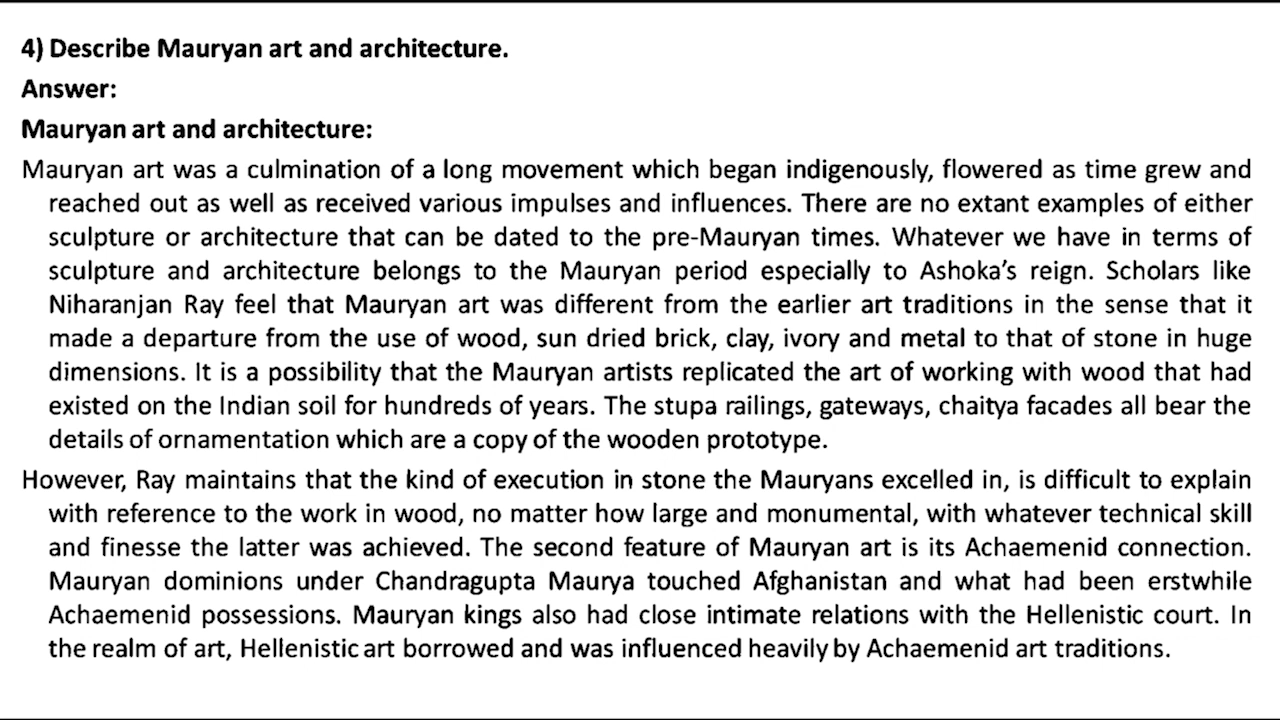 4) Describe Mauryan art and architecture.
Answer:
Mauryan art and architecture:
Mauryan art was a culmination of a long movement which began indigenously, flowered as time grew and
reached out as well as received various impulses and influences. There are no extant examples of either
sculpture or architecture that can be dated to the pre-Mauryan times. Whatever we have in terms of
sculpture and architecture belongs to the Mauryan period especially to Ashoka’s reign. Scholars like
Niharanjan Ray feel that Mauryan art was different from the earlier art traditions in the sense that it
made a departure from the use of wood, sun dried brick, clay, ivory and metal to that of stone in huge
dimensions. It is a possibility that the Mauryan artists replicated the art of working with wood that had
existed on the Indian soil for hundreds of years. The stupa railings, gateways, chaitya facades all bear the
details of ornamentation which are a copy of the wooden prototype.
However, Ray maintains that the kind of execution in stone the Mauryans excelled in, is difficult to explain
with reference to the work in wood, no matter how large and monumental, with whatever technical skill
and finesse the latter was achieved. The second feature of Mauryan art is its Achaemenid connection.
Mauryan dominions under Chandragupta Maurya touched Afghanistan and what had been erstwhile
Achaemenid possessions. Mauryan kings also had close intimate relations with the Hellenistic court. In
the realm of art, Hellenistic art borrowed and was influenced heavily by Achaemenid art traditions.